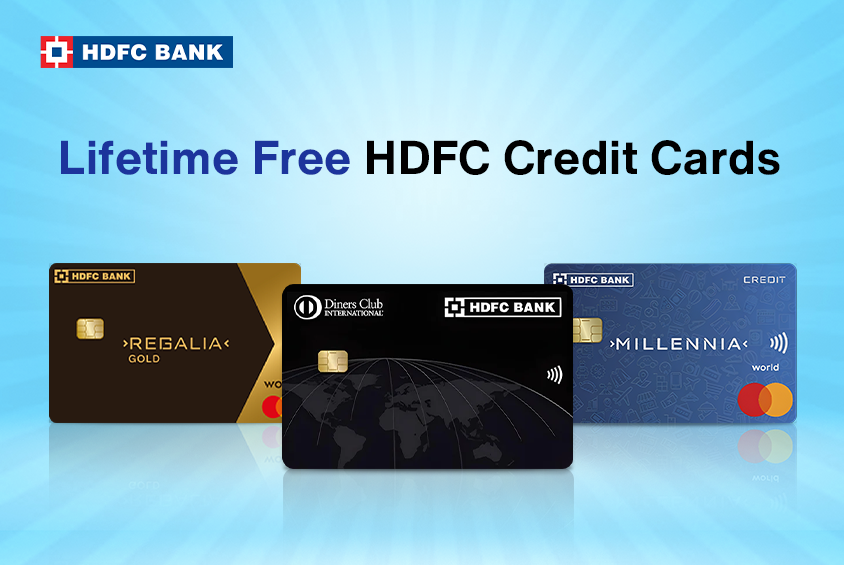 HDFC BANK
Lifetime Free HDFC Credit Cards
HDFC BANK
›REGALIA‹
GOLD
WO
Diners Club
INTERNATIONAL
HDFC BANK
HDFC BANK
CREDIT
›MILLENNIA‹
world